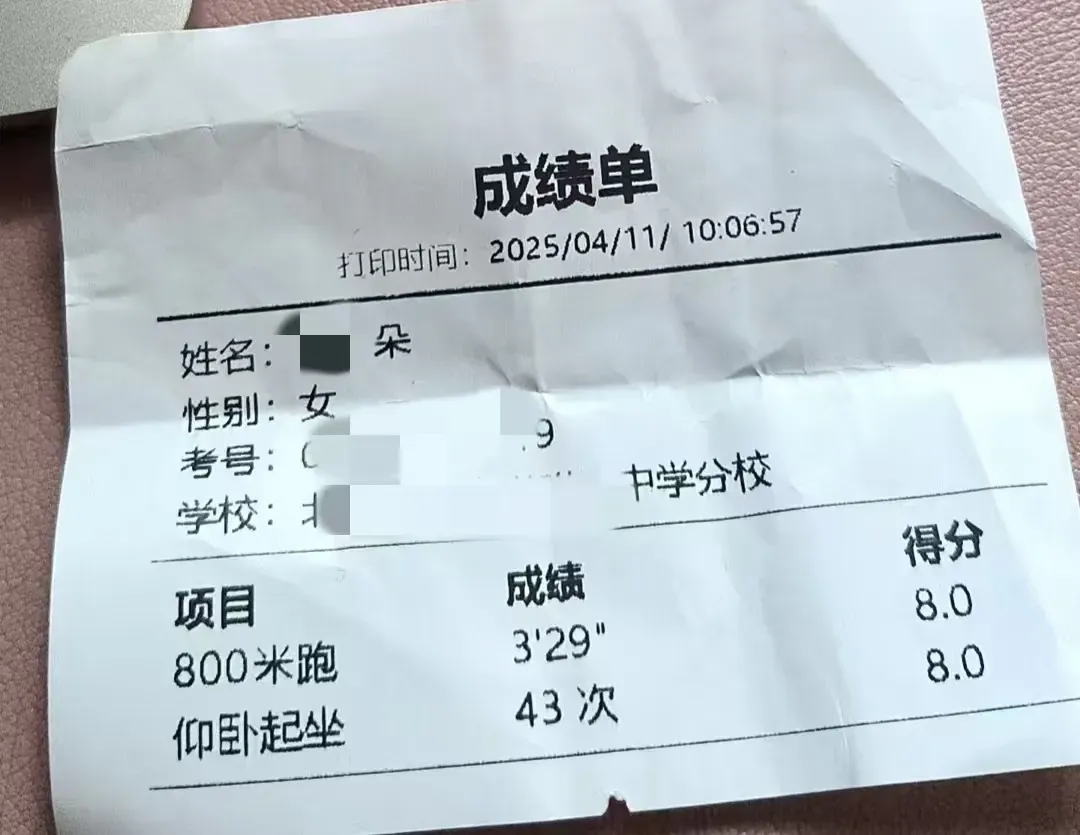 成绩单
打印时间：2025/04/11/ 10:06:57
姓名： 朵
性别：女
考号： 9
学校： 中学分校
项目 成绩 得分
800米跑 3'29" 8.0
仰卧起坐 43 次 8.0